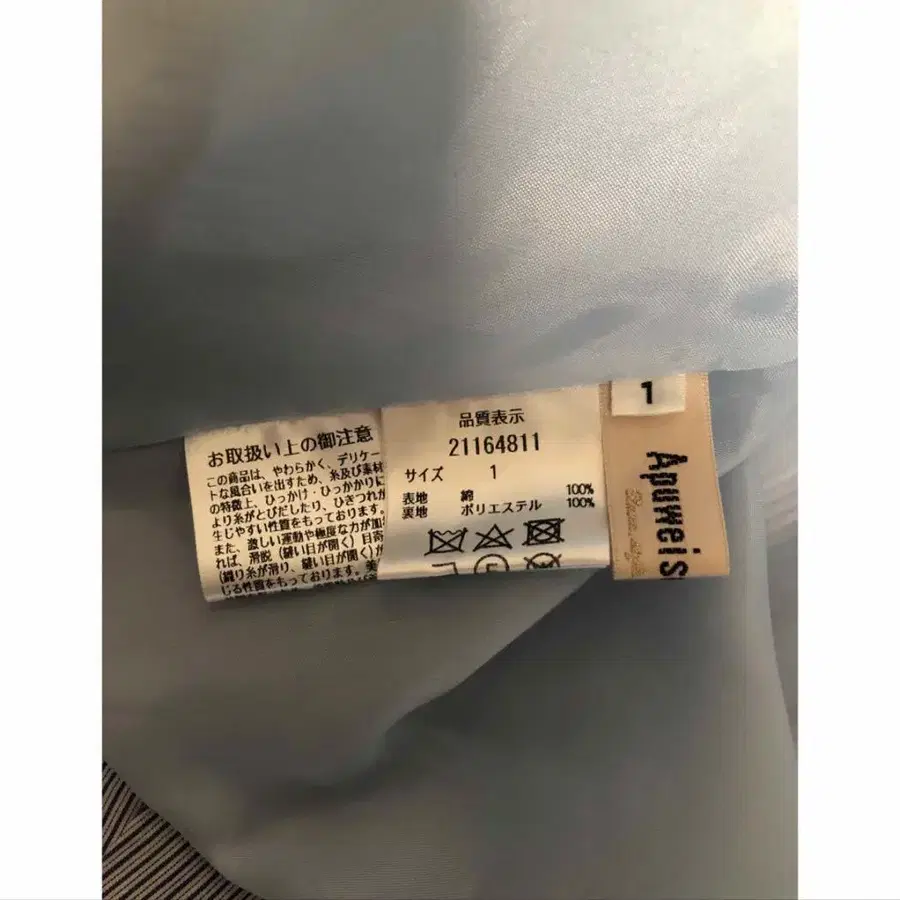 お取扱い上の御注意
この商品は、やわらかく、デリケー
トな風合いを出すため、糸及び素材
の特徴上、ひっかけ・ひっかかりに
より糸がとびだしたり、ひきつれが
生じやすい性質をもっております。
また、激しい運動や極度な力が加
れば、滑脱(縫い目が開く)目寄
(織り糸が滑り、縫い目が開く)が
じる性質をもっております。美
品質表示
21164811
サイズ 1
表地 綿 100%
裏地 ポリエステル 100%
1
Apuweis